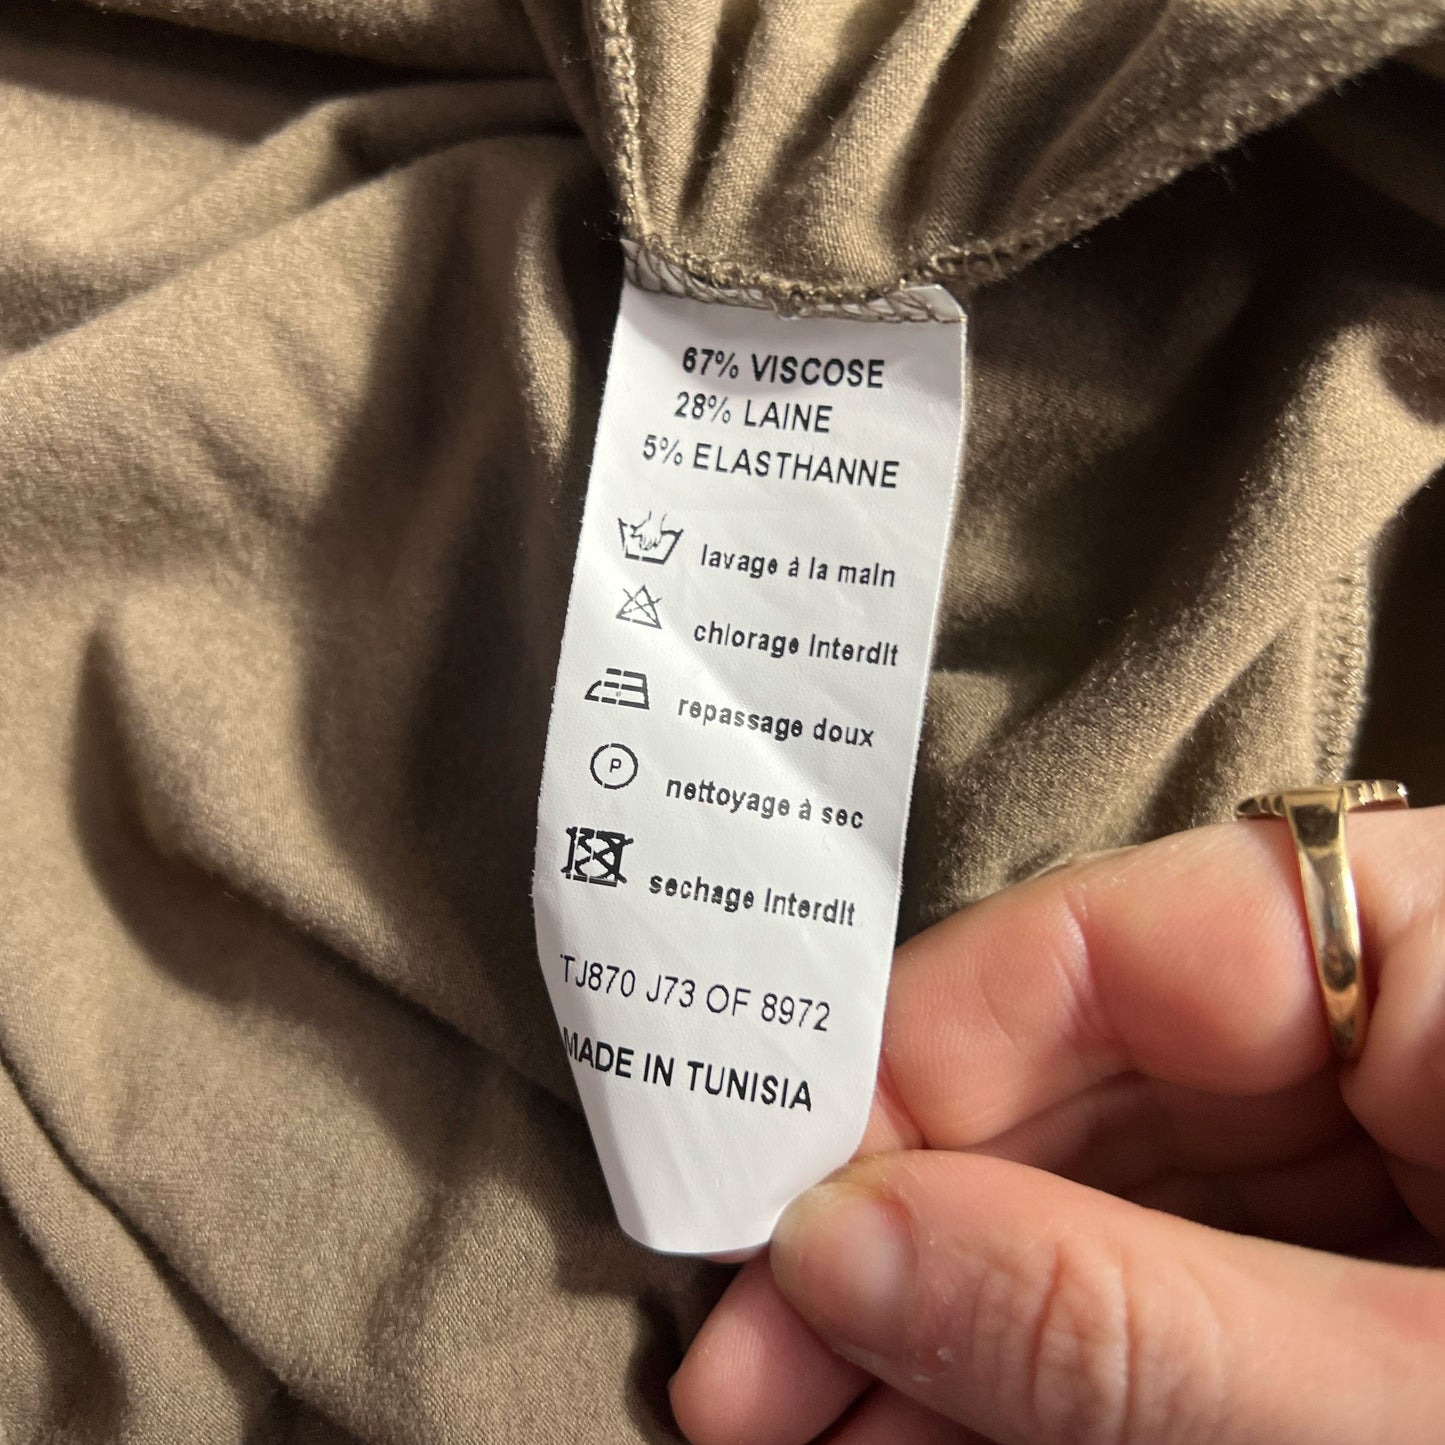 67% VISCOSE
28% LAINE
5% ELASTHANNE
lavage à la main
chlorage interdit
repassage doux
P
nettoyage à sec
sechage interdit
TJ870 J73 OF 8972
MADE IN TUNISIA